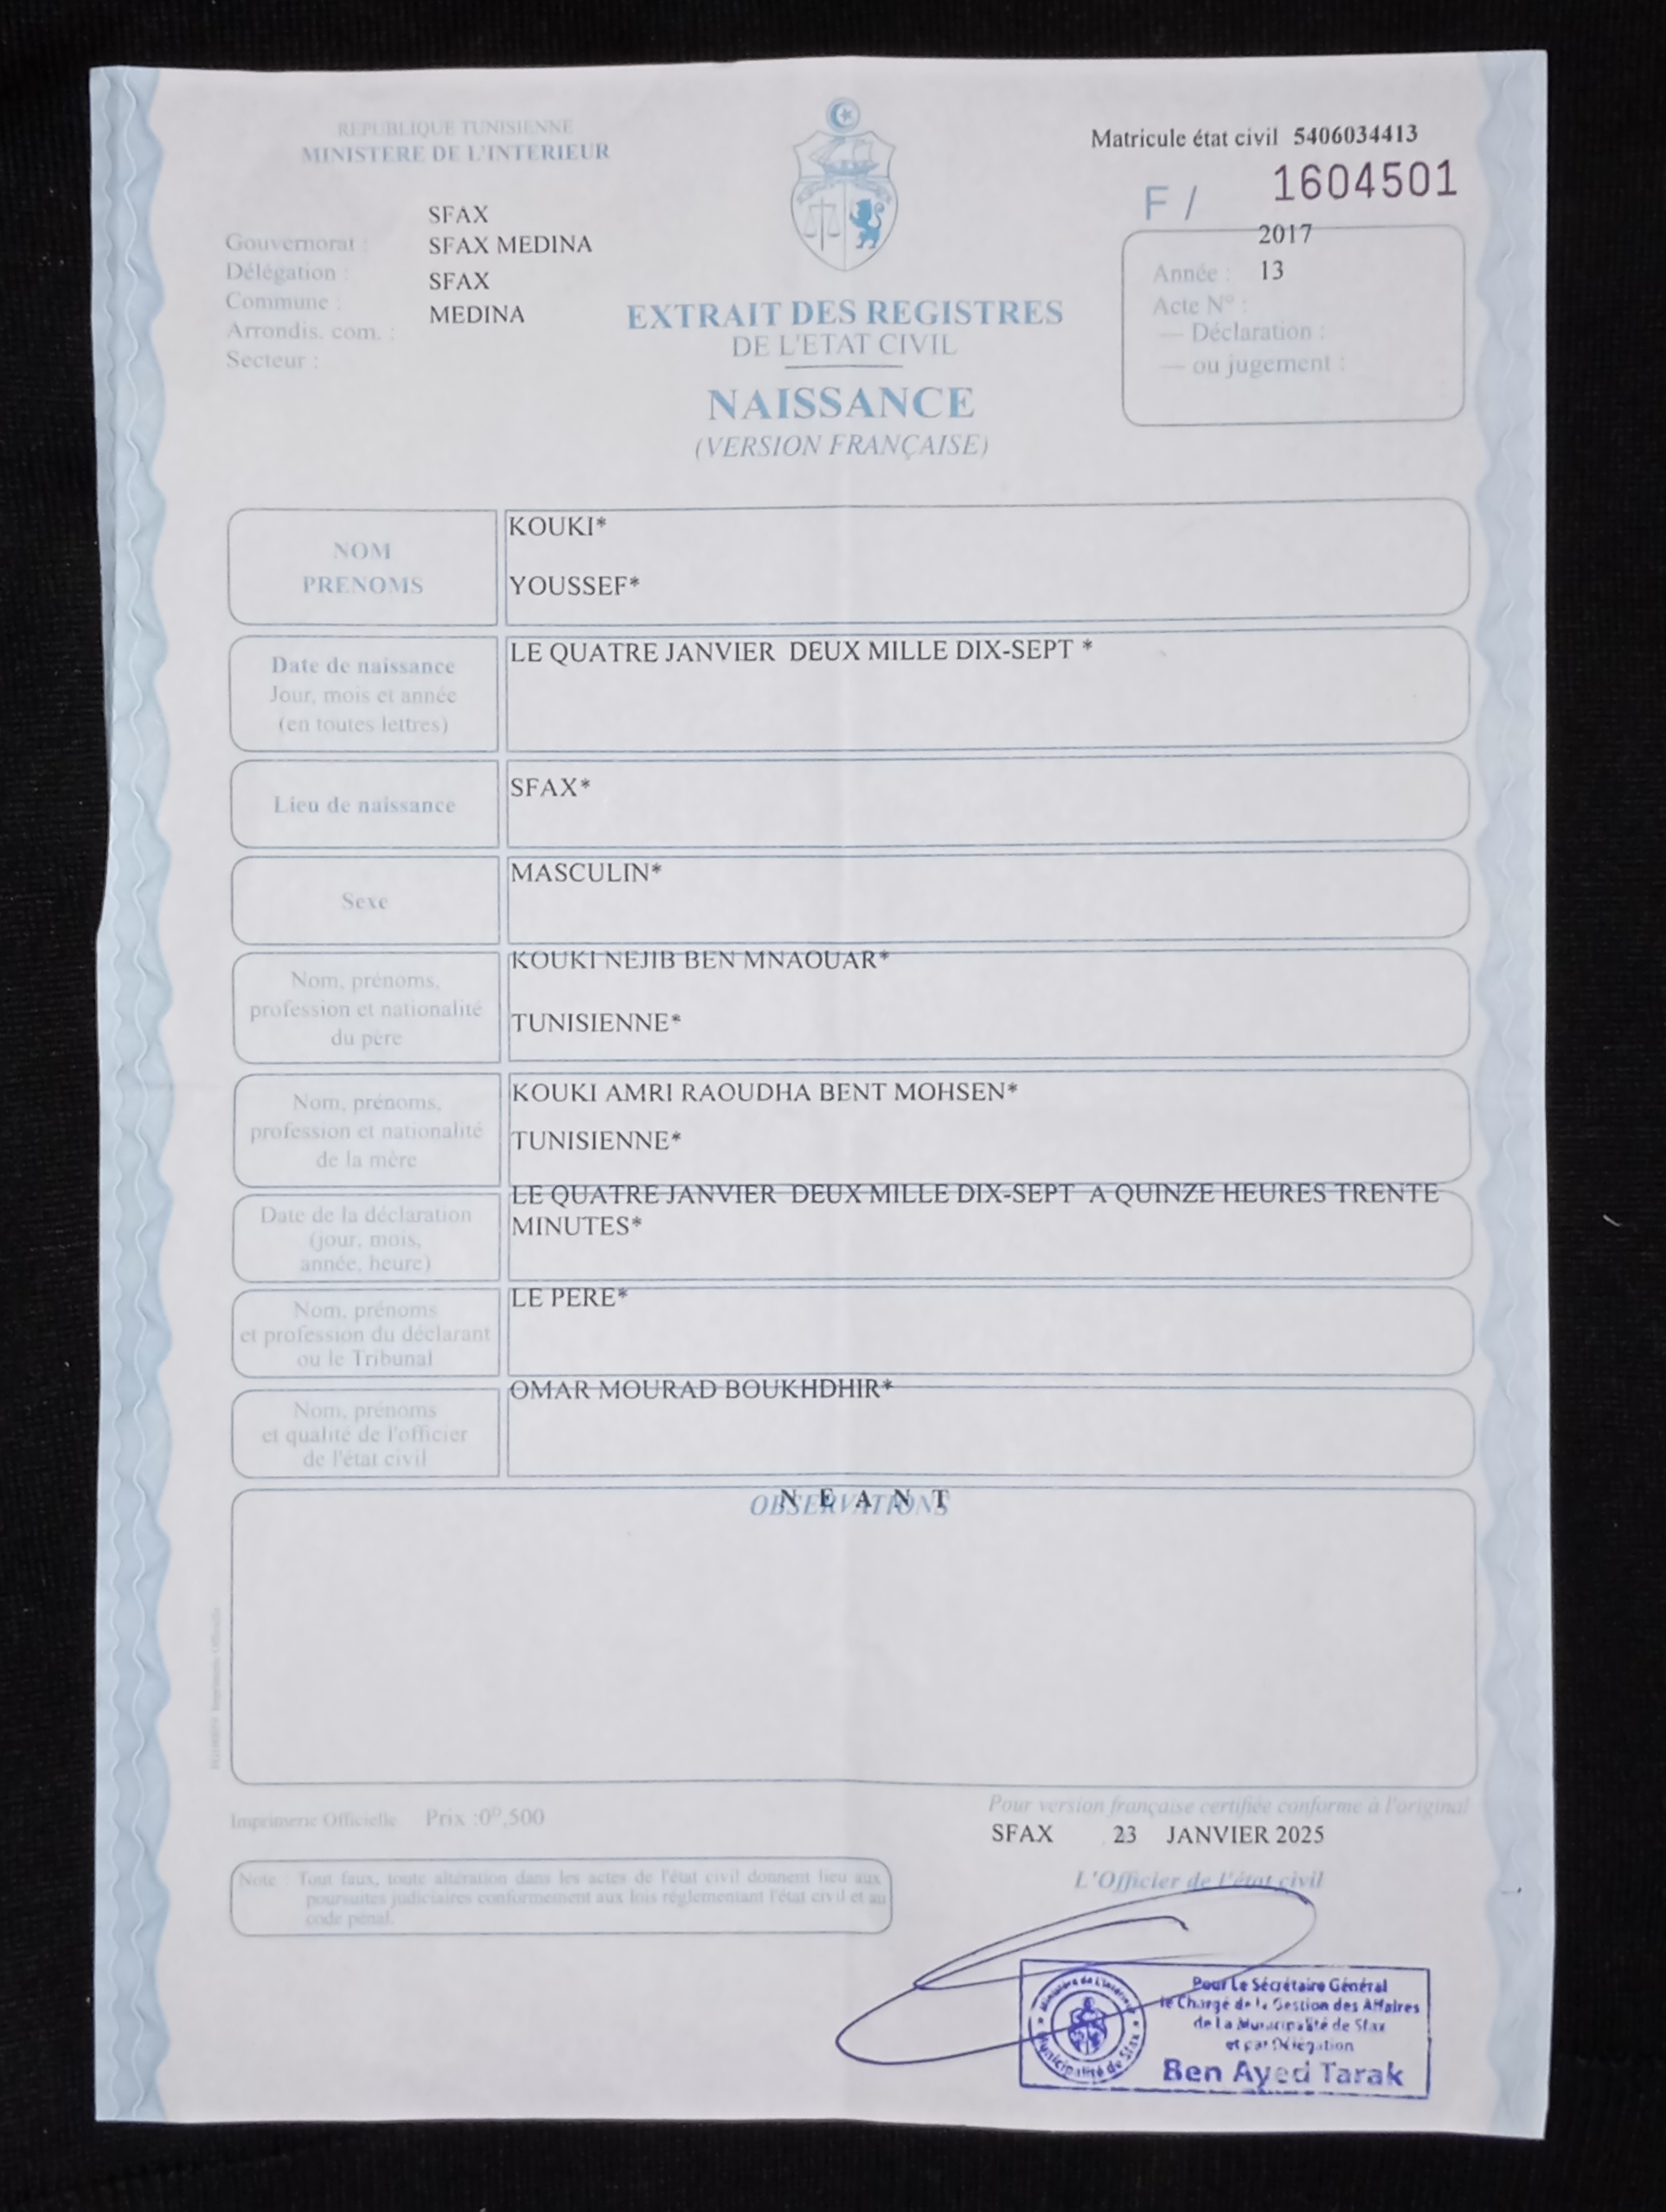 REPUBLIQUE TUNISIENNE
MINISTERE DE L'INTERIEUR
Matricule état civil 5406034413
F / 1604501
SFAX
Gouvernorat : SFAX MEDINA
Délégation : SFAX
Commune : MEDINA
Arrondis. com. :
Secteur :
2017
Année : 13
Acte N° :
— Déclaration :
— ou jugement :
EXTRAIT DES REGISTRES
DE L'ETAT CIVIL
NAISSANCE
(VERSION FRANÇAISE)
NOM
PRENOMS
KOUKI*
YOUSSEF*
Date de naissance
Jour, mois et année
(en toutes lettres)
LE QUATRE JANVIER DEUX MILLE DIX-SEPT *
Lieu de naissance
SFAX*
Sexe
MASCULIN*
Nom, prénoms,
profession et nationalité
du père
KOUKI NEJIB BEN MNAOUAR*
TUNISIENNE*
Nom, prénoms,
profession et nationalité
de la mère
KOUKI AMRI RAOUDHA BENT MOHSEN*
TUNISIENNE*
Date de la déclaration
(jour, mois,
année, heure)
LE QUATRE JANVIER DEUX MILLE DIX-SEPT A QUINZE HEURES TRENTE
MINUTES*
Nom, prénoms
et profession du déclarant
ou le Tribunal
LE PERE*
Nom, prénoms
et qualité de l'officier
de l'état civil
OMAR MOURAD BOUKHDHIR*
OBSERVATIONS
N E A N T
Imprimerie Officielle Prix :0ᴰ,500
Pour version française certifiée conforme à l'original
SFAX 23 JANVIER 2025
L'Officier de l'état civil
Note : Tout faux, toute altération dans les actes de l'état civil donnent lieu aux
poursuites judiciaires conformement aux lois réglementant l'état civil et au
code pénal.
Ministère de l'Intérieur
Municipalité de Sfax
Pour Le Sécrétaire Général
le Chargé de la Gestion des Affaires
de la Municipalité de Sfax
et par Délégation
Ben Ayed Tarak